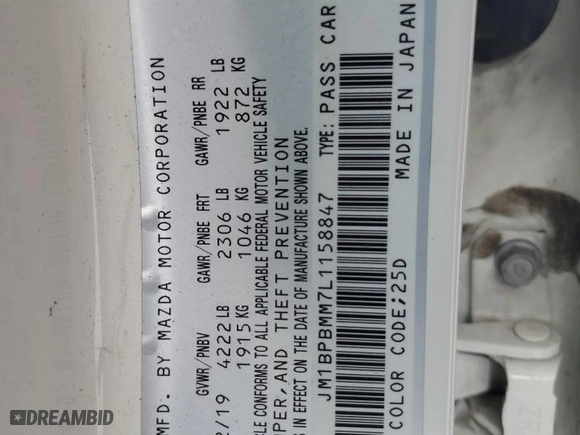 MFD. BY MAZDA MOTOR CORPORATION
GVWR/PNBV GAWR/PNBE FRT GAWR/PNBE RR
2/19 4222 LB 2306 LB 1922 LB
1915 KG 1046 KG 872 KG
CONFORMS TO ALL APPLICABLE FEDERAL MOTOR VEHICLE SAFETY
AND THEFT PREVENTION
IN EFFECT ON THE DATE OF MANUFACTURE SHOWN ABOVE.
JM1BPBMM7L1158847 TYPE: PASS CAR
COLOR CODE;25D MADE IN JAPAN
DREAMBID